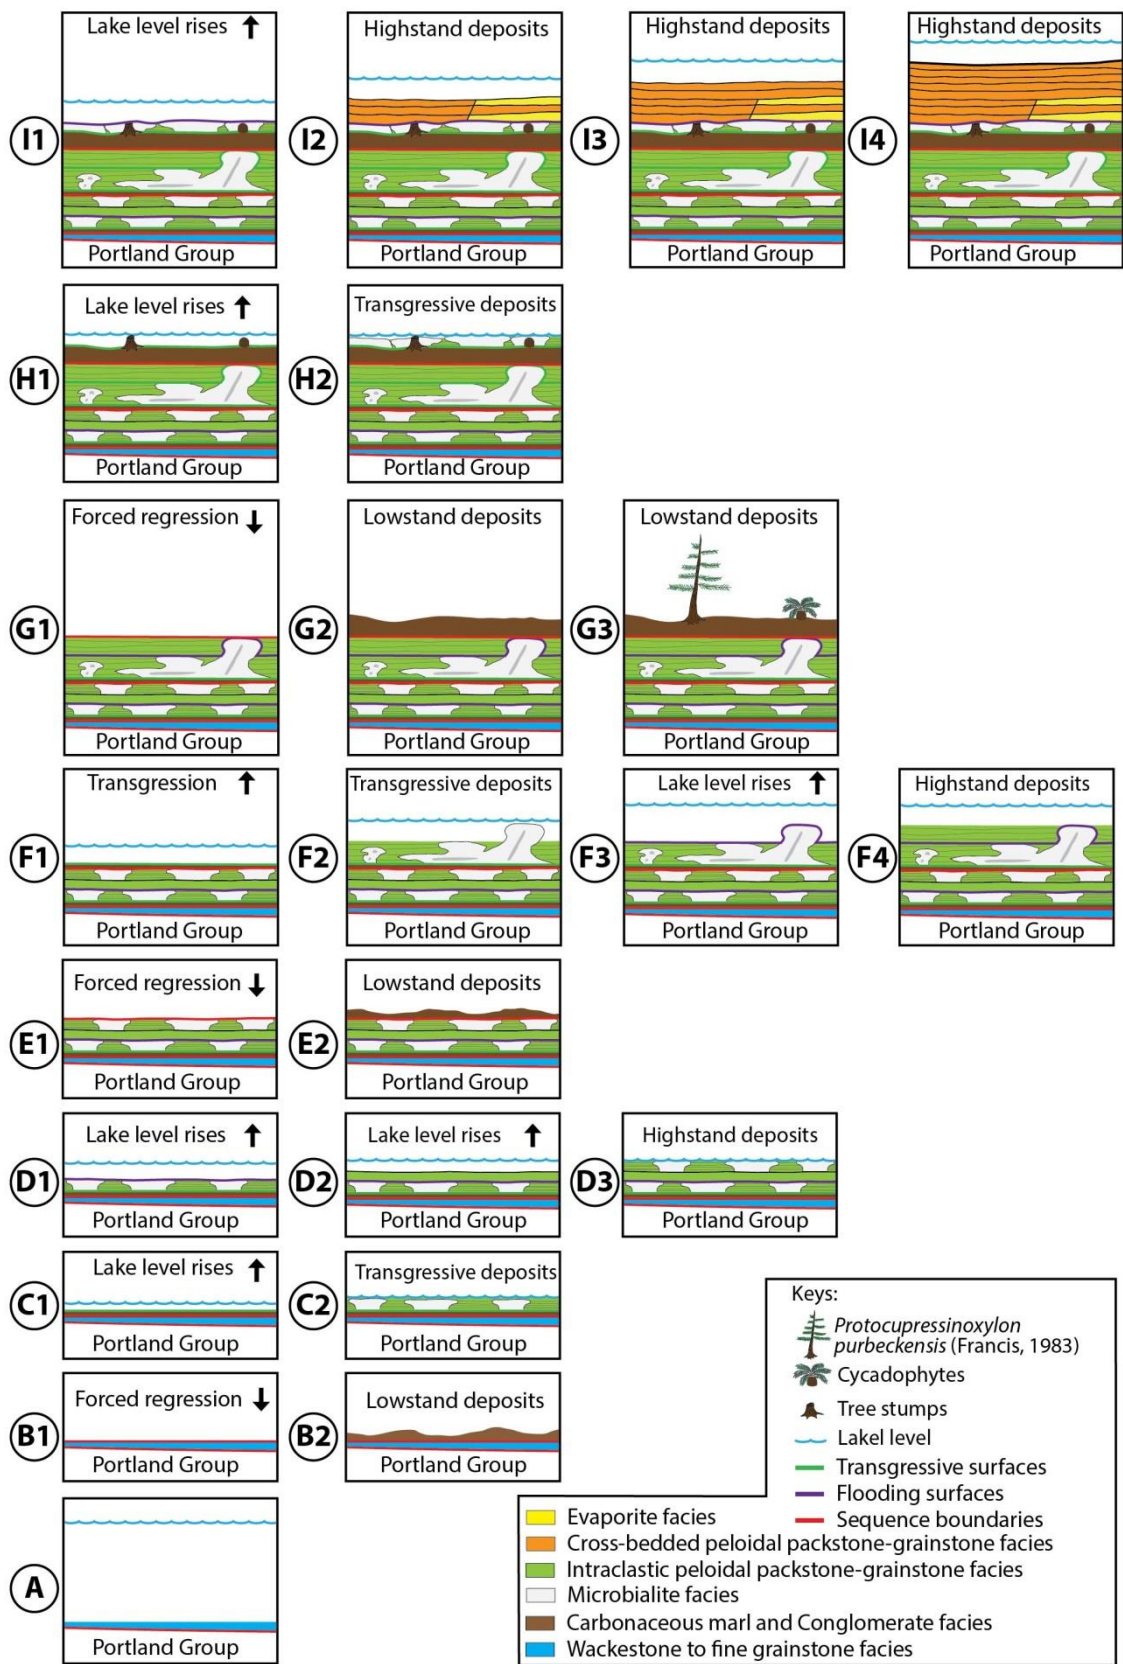 Lake level rises
Highstand deposits
Highstand deposits
Highstand deposits
I1
I2
I3
I4
Portland Group
Portland Group
Portland Group
Portland Group
Lake level rises
Transgressive deposits
H1
H2
Portland Group
Portland Group
Forced regression
Lowstand deposits
Lowstand deposits
G1
G2
G3
Portland Group
Portland Group
Portland Group
Transgression
Transgressive deposits
Lake level rises
Highstand deposits
F1
F2
F3
F4
Portland Group
Portland Group
Portland Group
Portland Group
Forced regression
Lowstand deposits
E1
E2
Portland Group
Portland Group
Lake level rises
Lake level rises
Highstand deposits
D1
D2
D3
Portland Group
Portland Group
Portland Group
Lake level rises
Transgressive deposits
C1
C2
Portland Group
Portland Group
Forced regression
Lowstand deposits
B1
B2
Portland Group
Portland Group
A
Portland Group
Keys:
Protocupressinoxylon
purbeckensis (Francis, 1983)
Cycadophytes
Tree stumps
Lakel level
Transgressive surfaces
Flooding surfaces
Sequence boundaries
Evaporite facies
Cross-bedded peloidal packstone-grainstone facies
Intraclastic peloidal packstone-grainstone facies
Microbialite facies
Carbonaceous marl and Conglomerate facies
Wackestone to fine grainstone facies